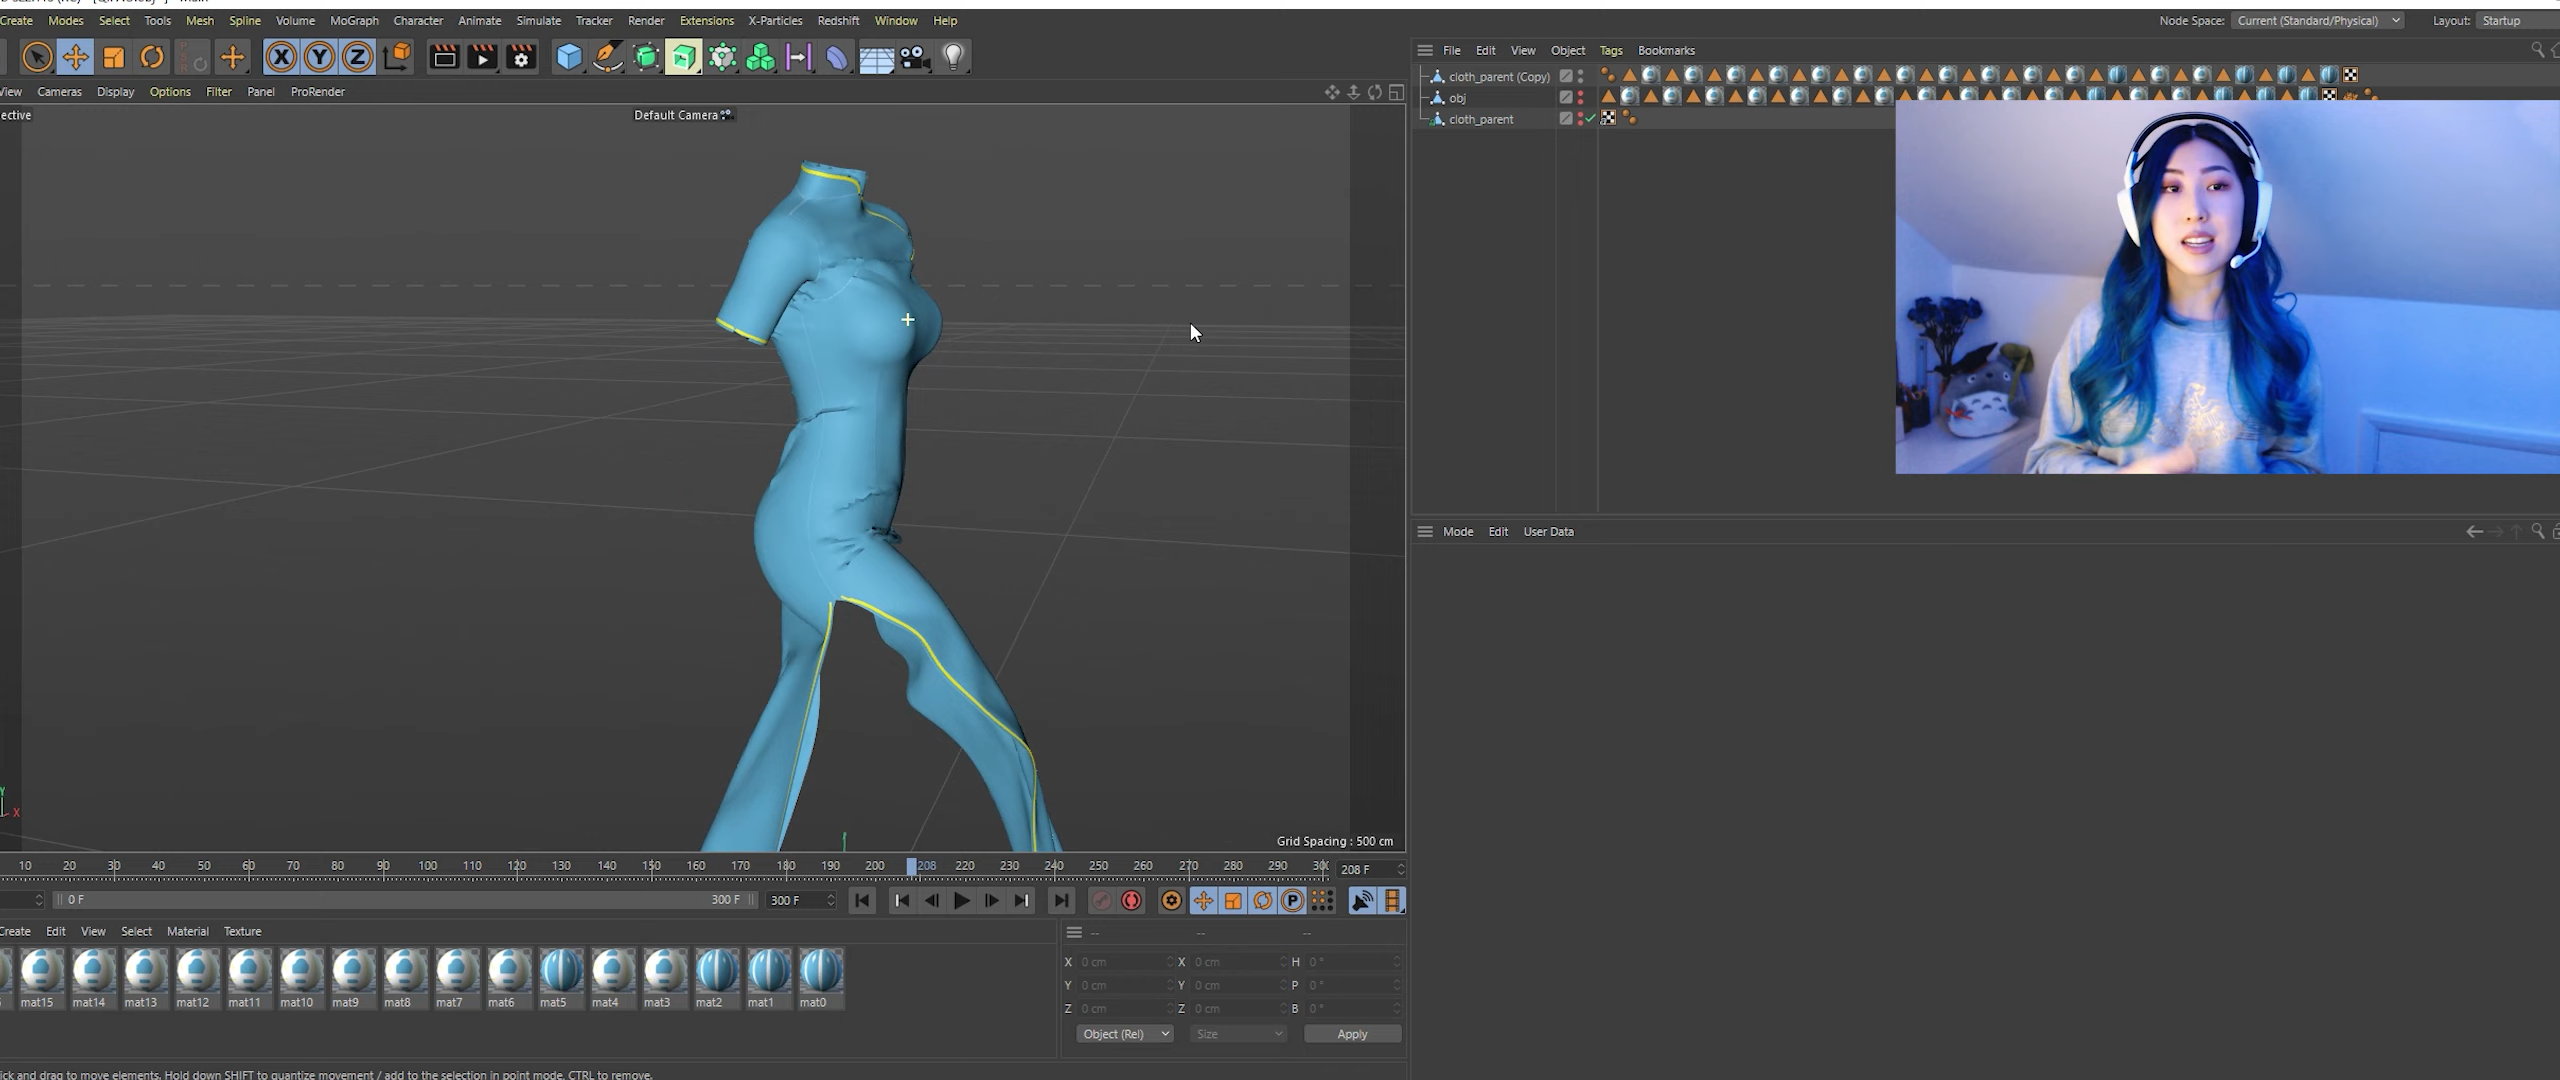 Create Modes Select Tools Mesh Spline Volume MoGraph Character Animate Simulate Tracker Render Extensions X-Particles Redshift Window Help
Node Space: Current (Standard/Physical) Layout: Startup
File Edit View Object Tags Bookmarks
X Y Z
cloth_parent (Copy)
obj
cloth_parent
View Cameras Display Options Filter Panel ProRender
Default Camera
Mode Edit User Data
Y
X
Grid Spacing : 500 cm
10 20 30 40 50 60 70 80 90 100 110 120 130 140 150 160 170 180 190 200 208 220 230 240 250 260 270 280 290 208 F
0 F 300 F 300 F
P
Create Edit View Select Material Texture
-- -- --
mat15 mat14 mat13 mat12 mat11 mat10 mat9 mat8 mat7 mat6 mat5 mat4 mat3 mat2 mat1 mat0
X 0 cm X 0 cm H 0 °
Y 0 cm Y 0 cm P 0 °
Z 0 cm Z 0 cm B 0 °
Object (Rel) Size Apply
and drag to move elements. Hold down SHIFT to quantize movement / add to the selection in point mode, CTRL to remove.